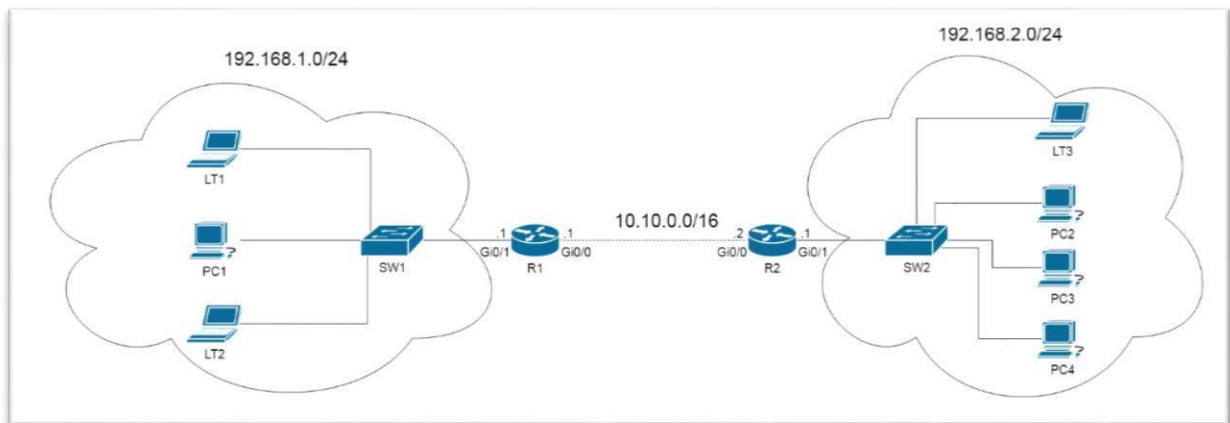 192.168.1.0/24
192.168.2.0/24
LT1
LT3
PC2
10.10.0.0/16
.1
.1
.2
.1
PC1
?
SW1
Gi0/1
R1
Gi0/0
Gi0/0
R2
Gi0/1
SW2
?
PC3
?
LT2
PC4
?